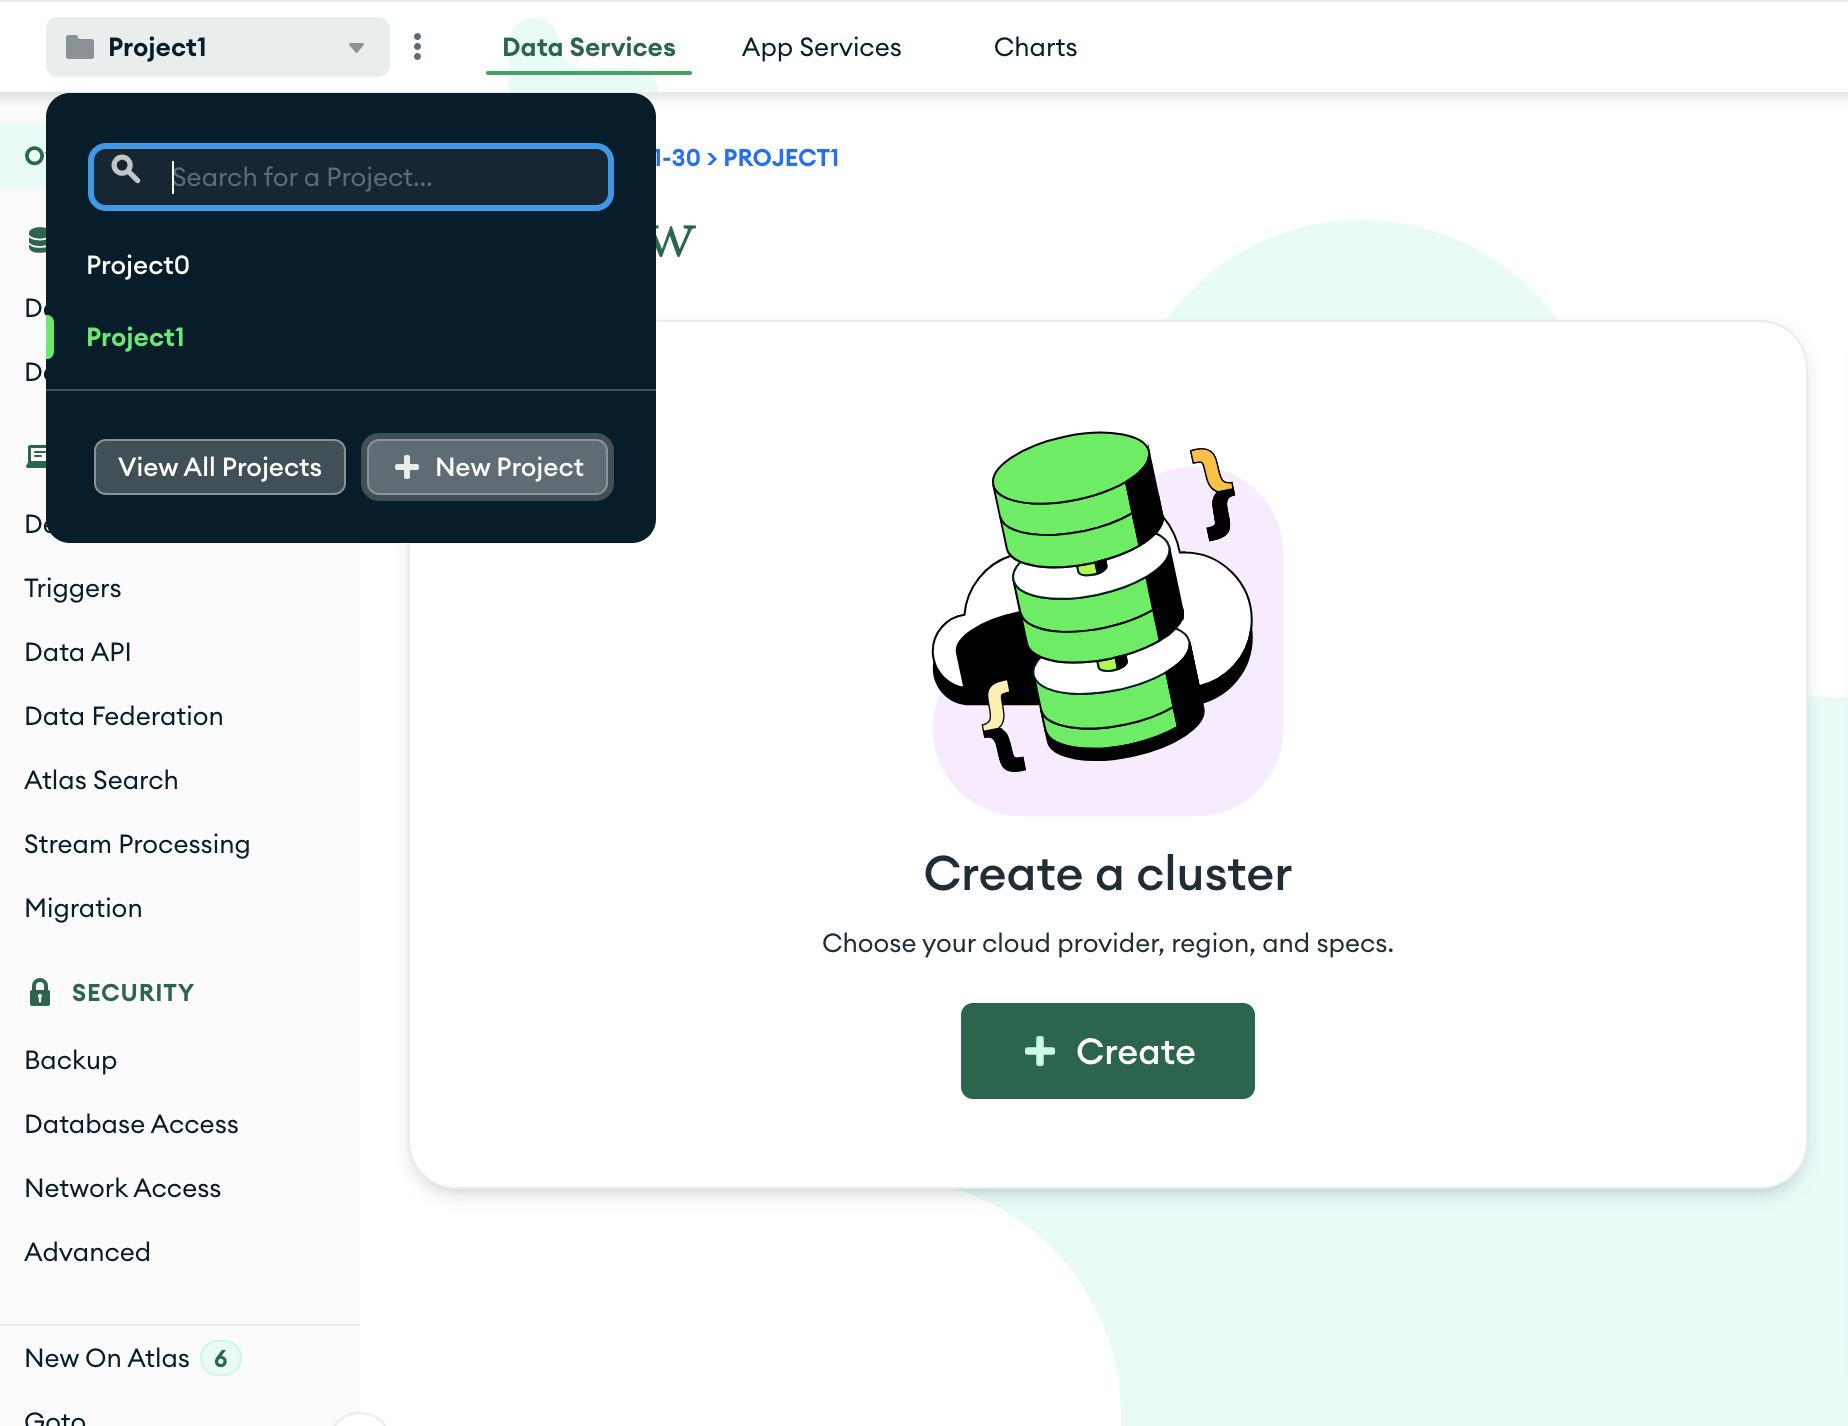 Project1
Data Services
App Services
Charts
Search for a Project...
Project0
Project1
View All Projects
New Project
1-30 > PROJECT1
Triggers
Data API
Data Federation
Atlas Search
Stream Processing
Migration
SECURITY
Backup
Database Access
Network Access
Advanced
New On Atlas 6
Goto
Create a cluster
Choose your cloud provider, region, and specs.
Create